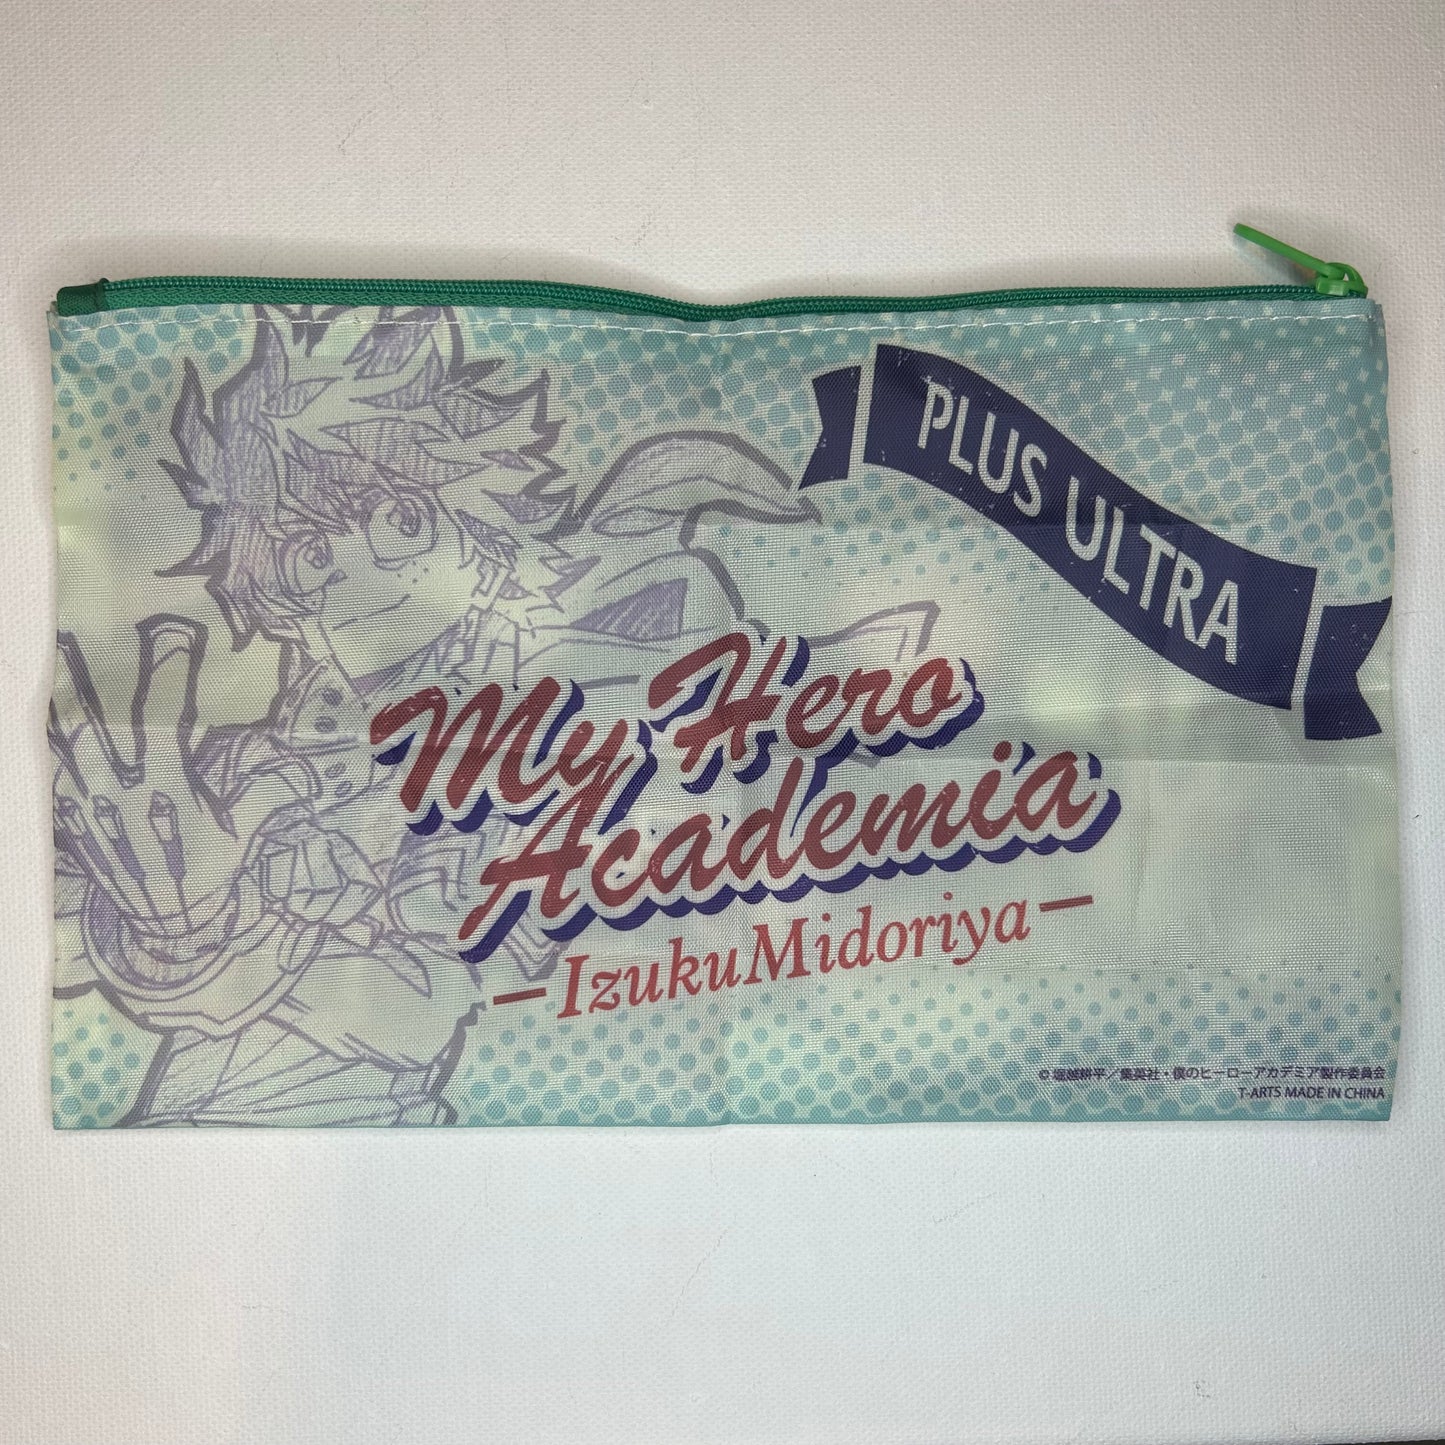 PLUS ULTRA
My Hero
Academia
—IzukuMidoriya—
© 堀越耕平／集英社・僕のヒーローアカデミア製作委員会
T-ARTS MADE IN CHINA